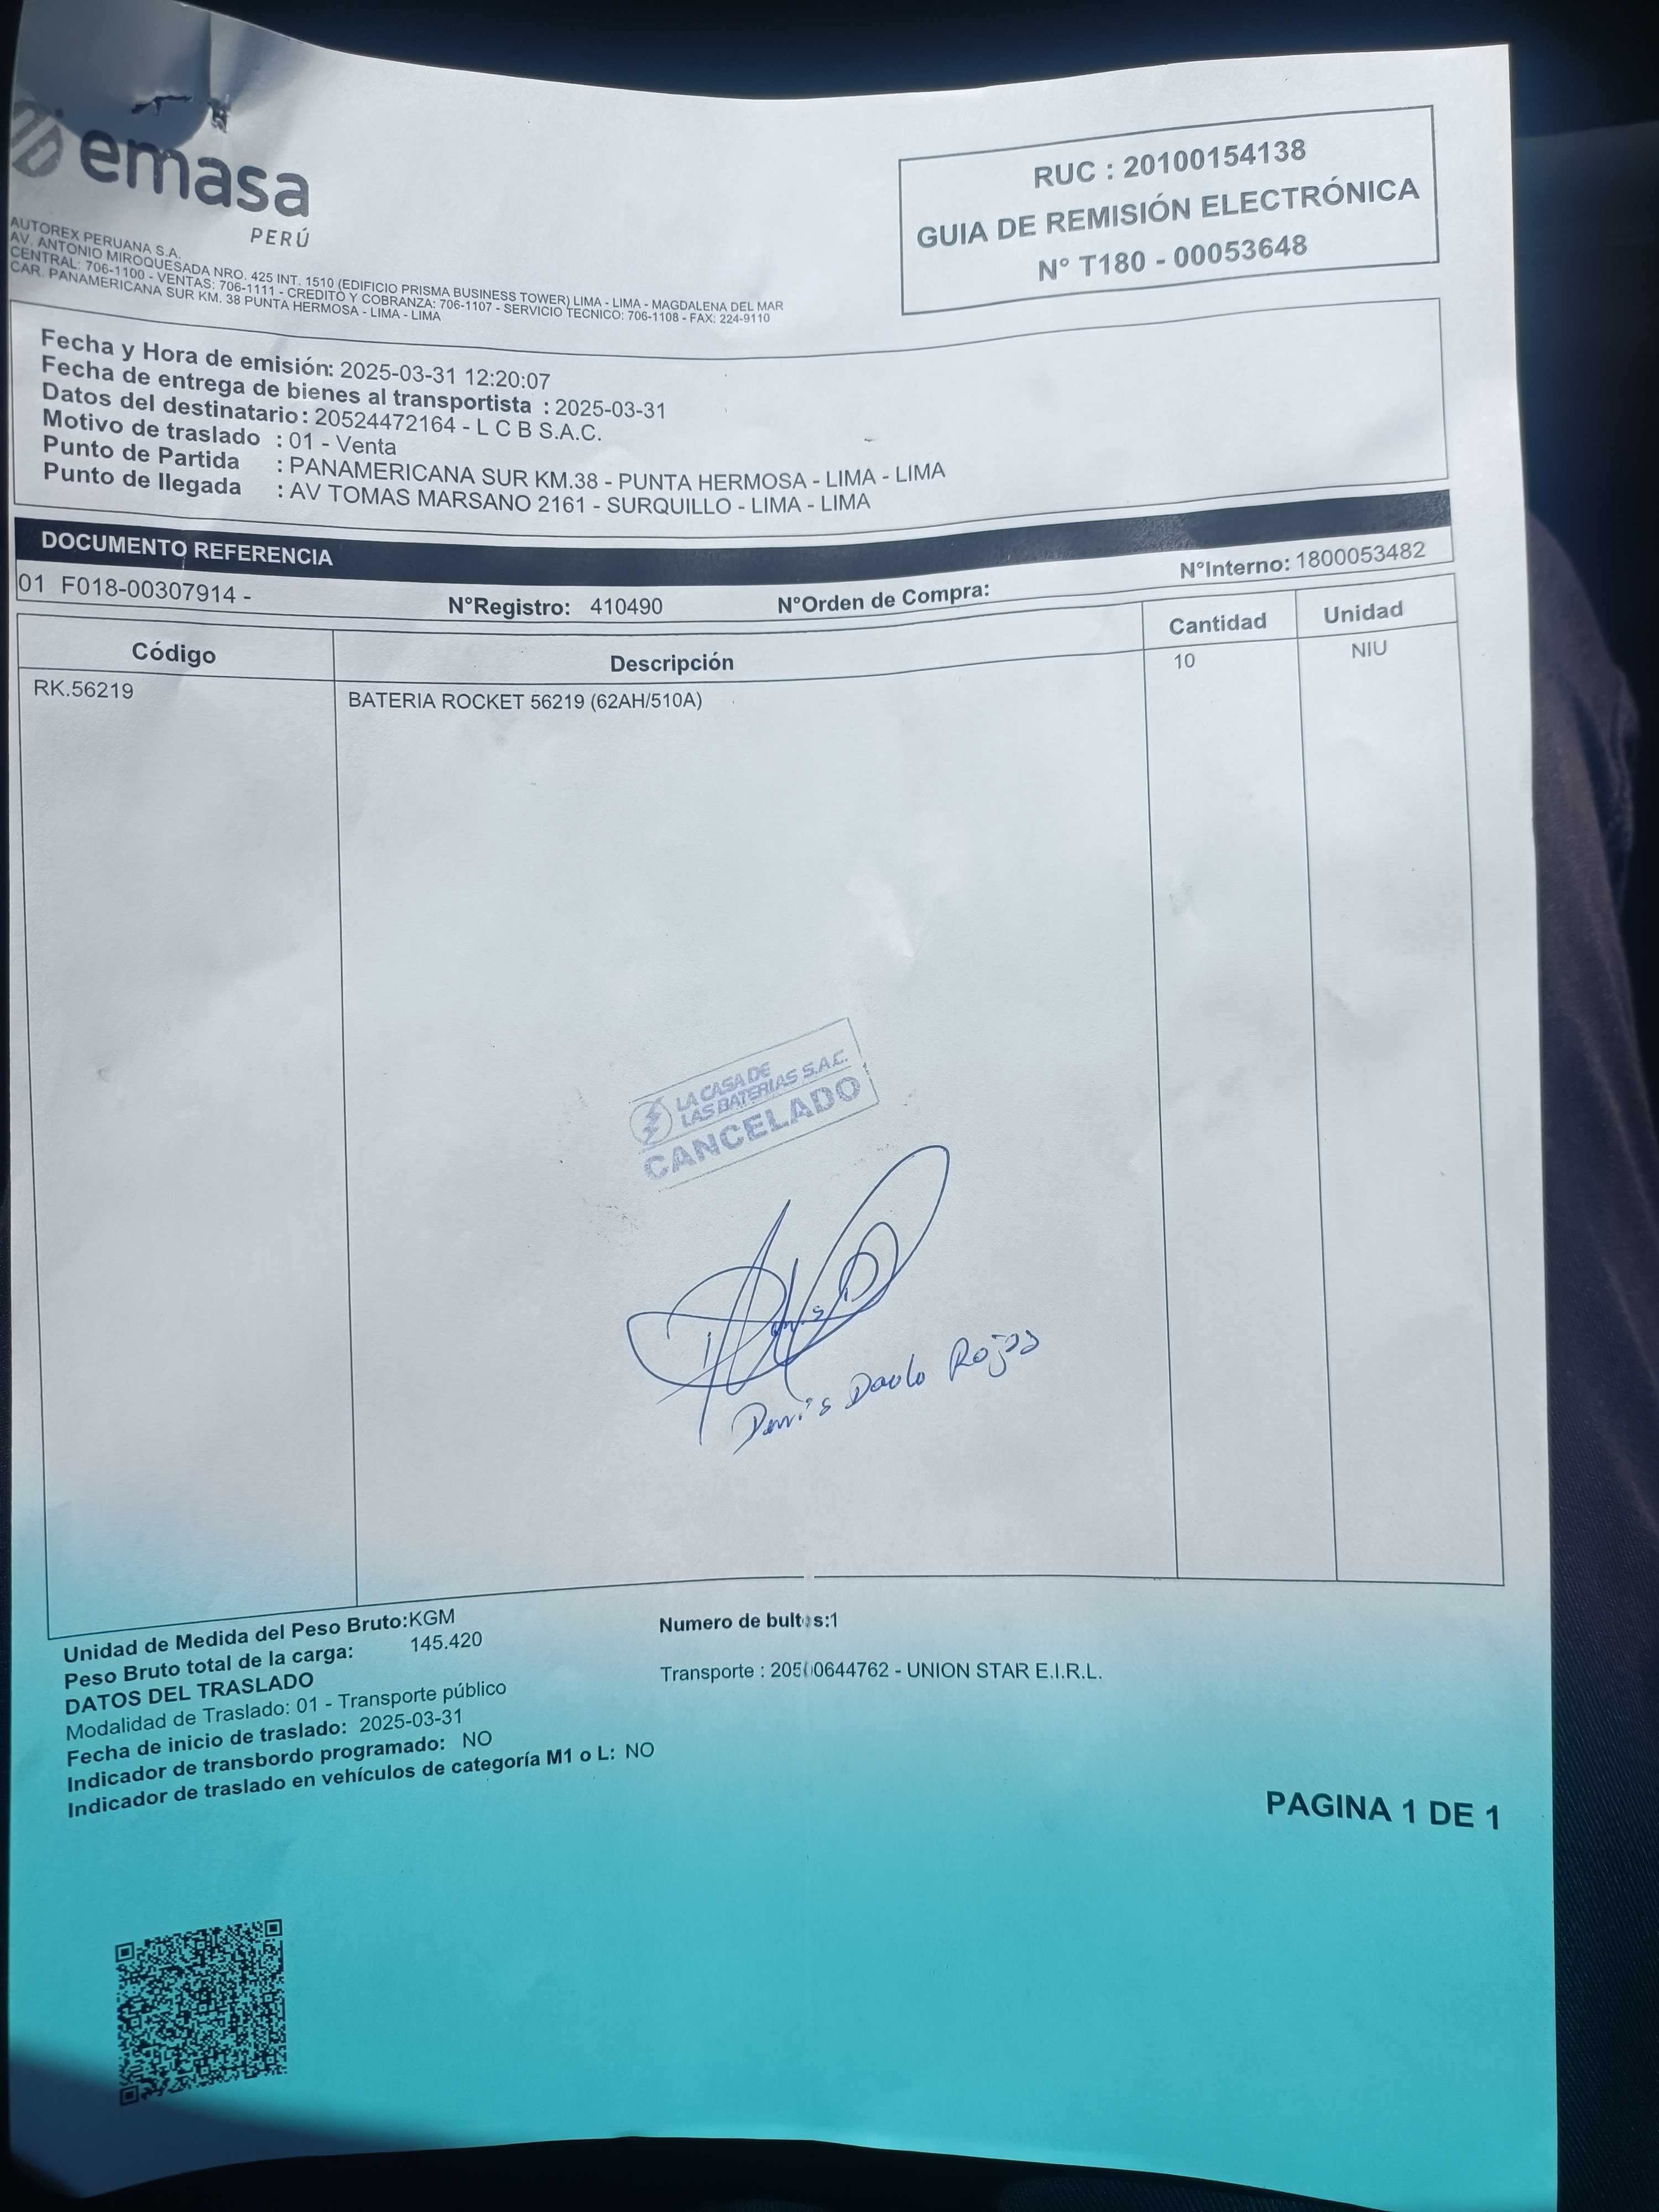 emasa
PERÚ
AUTOREX PERUANA S.A.
AV. ANTONIO MIROQUESADA NRO. 425 INT. 1510 (EDIFICIO PRISMA BUSINESS TOWER) LIMA - LIMA - MAGDALENA DEL MAR
CENTRAL: 706-1100 - VENTAS: 706-1111 - CREDITO Y COBRANZA: 706-1107 - SERVICIO TECNICO: 706-1108 - FAX: 224-9110
CAR. PANAMERICANA SUR KM. 38 PUNTA HERMOSA - LIMA - LIMA
RUC : 20100154138
GUIA DE REMISIÓN ELECTRÓNICA
N° T180 - 00053648
Fecha y Hora de emisión: 2025-03-31 12:20:07
Fecha de entrega de bienes al transportista : 2025-03-31
Datos del destinatario: 20524472164 - L C B S.A.C.
Motivo de traslado : 01 - Venta
Punto de Partida : PANAMERICANA SUR KM.38 - PUNTA HERMOSA - LIMA - LIMA
Punto de llegada : AV TOMAS MARSANO 2161 - SURQUILLO - LIMA - LIMA
DOCUMENTO REFERENCIA
01 F018-00307914 - N°Registro: 410490 N°Orden de Compra: N°Interno: 1800053482
Código Descripción Cantidad Unidad
RK.56219 BATERIA ROCKET 56219 (62AH/510A) 10 NIU
LA CASA DE
LAS BATERIAS S.A.C.
CANCELADO
Rojas
Unidad de Medida del Peso Bruto:KGM
Peso Bruto total de la carga: 145.420
DATOS DEL TRASLADO
Modalidad de Traslado: 01 - Transporte público
Fecha de inicio de traslado: 2025-03-31
Indicador de transbordo programado: NO
Indicador de traslado en vehículos de categoría M1 o L: NO
Numero de bultos:1
Transporte : 20500644762 - UNION STAR E.I.R.L.
PAGINA 1 DE 1